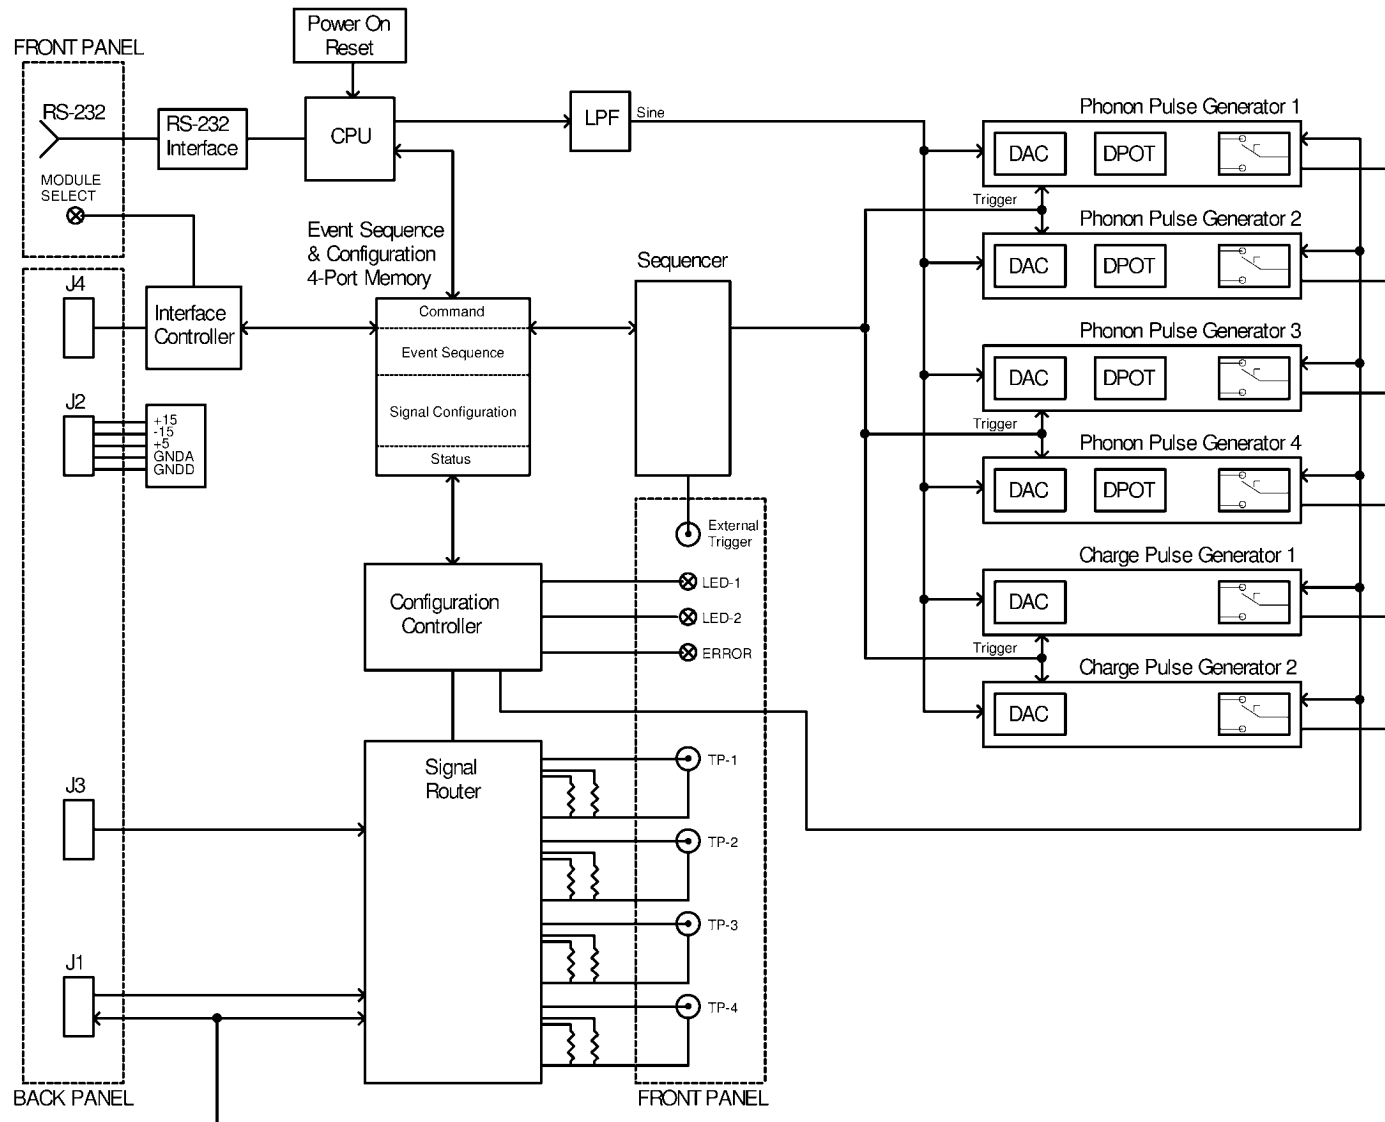 Power On
Reset
FRONT PANEL
RS-232
RS-232
Interface
CPU
LPF
Sine
MODULE
SELECT
Event Sequence
& Configuration
4-Port Memory
Sequencer
J4
Interface
Controller
Command
Event Sequence
Signal Configuration
Status
J2
+15
-15
+5
GNDA
GNDD
External
Trigger
LED-1
LED-2
ERROR
Configuration
Controller
Signal
Router
TP-1
TP-2
TP-3
TP-4
J3
J1
BACK PANEL
FRONT PANEL
Phonon Pulse Generator 1
DAC
DPOT
Trigger
Phonon Pulse Generator 2
DAC
DPOT
Phonon Pulse Generator 3
DAC
DPOT
Trigger
Phonon Pulse Generator 4
DAC
DPOT
Charge Pulse Generator 1
DAC
Trigger
Charge Pulse Generator 2
DAC